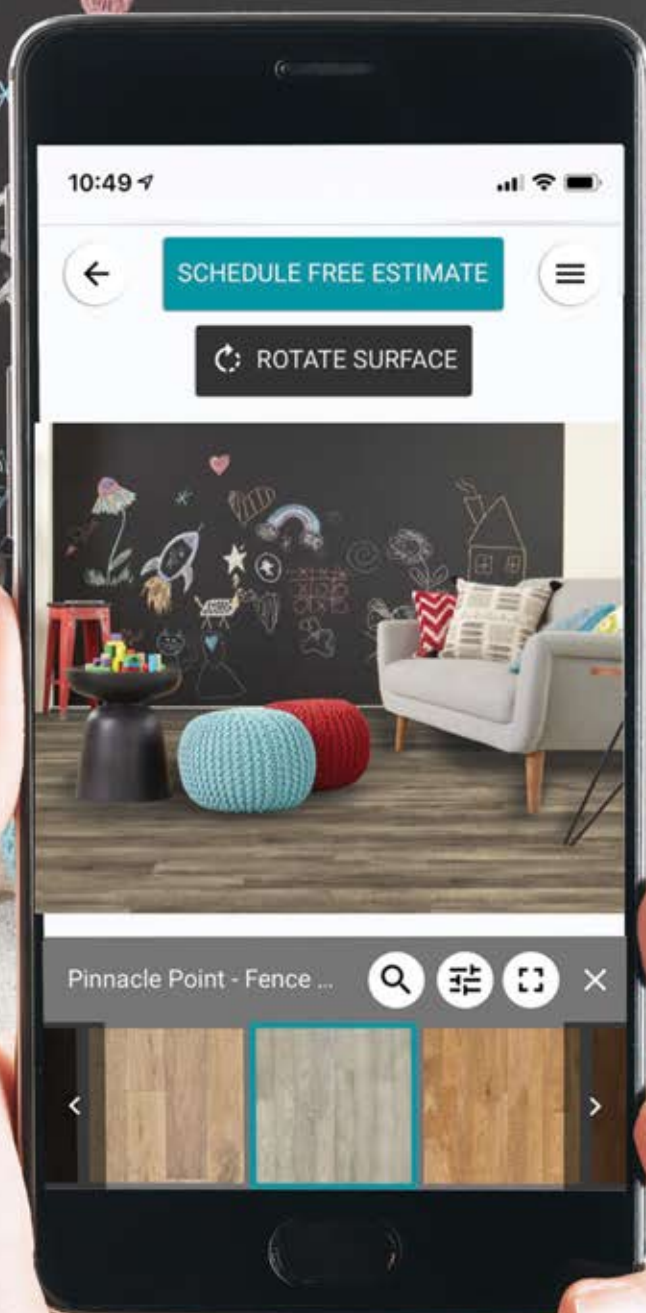 10:49
SCHEDULE FREE ESTIMATE
ROTATE SURFACE
Pinnacle Point - Fence ...